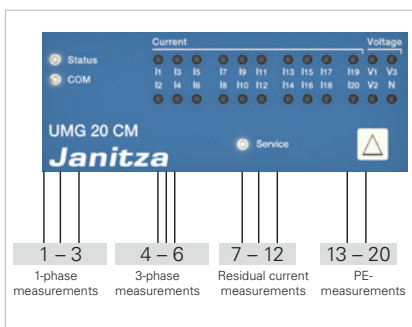 Current Voltage
Status
COM
I1 I3 I5 I7 I9 I11 I13 I15 I17 I19 V1 V3
I2 I4 I6 I8 I10 I12 I14 I16 I18 I20 V2 N
UMG 20 CM
Janitza
Service
1 – 3 4 – 6 7 – 12 13 – 20
1-phase 3-phase Residual current PE-
measurements measurements measurements measurements